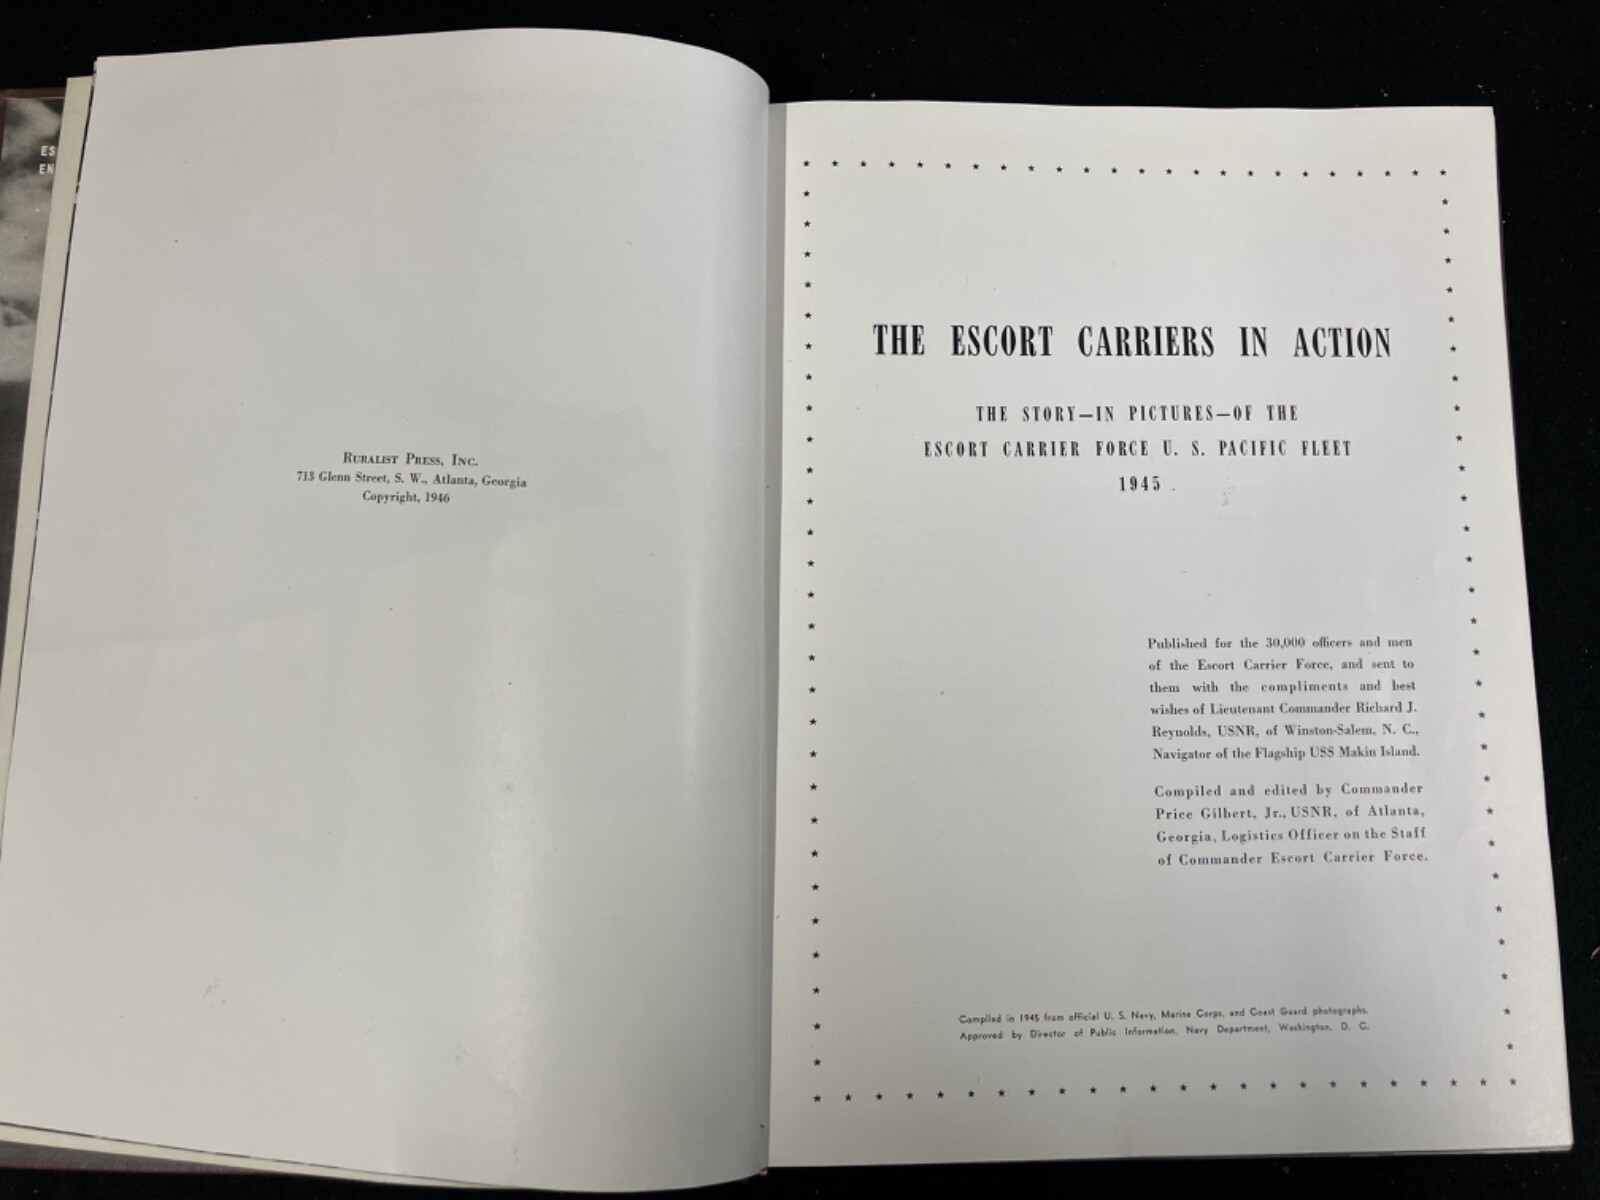 ES
EN
RURALIST PRESS, INC.
713 Glenn Street, S. W., Atlanta, Georgia
Copyright, 1946
THE ESCORT CARRIERS IN ACTION
THE STORY—IN PICTURES—OF THE
ESCORT CARRIER FORCE U. S. PACIFIC FLEET
1945
Published for the 30,000 officers and men
of the Escort Carrier Force, and sent to
them with the compliments and best
wishes of Lieutenant Commander Richard J.
Reynolds, USNR, of Winston-Salem, N. C.,
Navigator of the Flagship USS Makin Island.
Compiled and edited by Commander
Price Gilbert, Jr., USNR, of Atlanta,
Georgia, Logistics Officer on the Staff
of Commander Escort Carrier Force.
Compiled in 1945 from official U. S. Navy, Marine Corps, and Coast Guard photographs.
Approved by Director of Public Information, Navy Department, Washington, D. C.